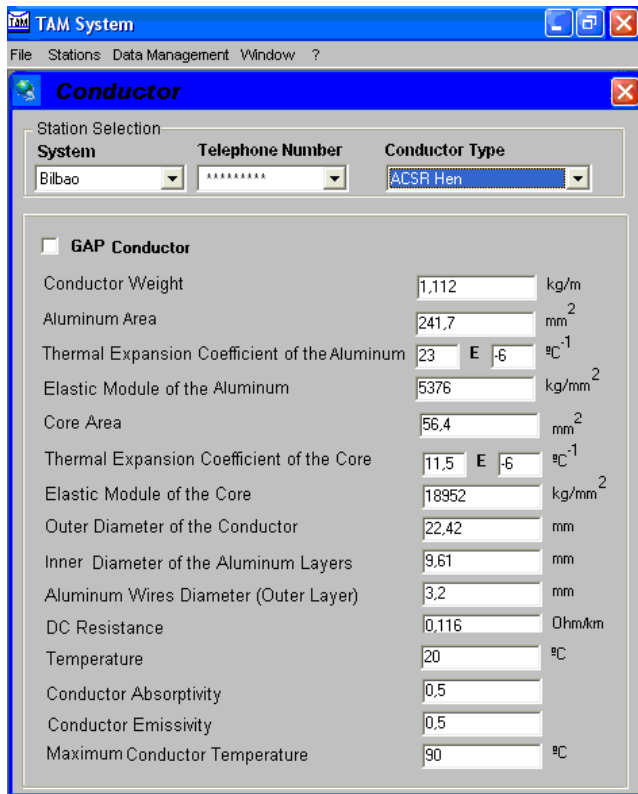 TAM TAM System
File Stations Data Management Window ?
Conductor
Station Selection
System Telephone Number Conductor Type
Bilbao ********* ACSR Hen
GAP Conductor
Conductor Weight 1,112 kg/m
Aluminum Area 241,7 mm²
Thermal Expansion Coefficient of the Aluminum 23 E -6 ºC⁻¹
Elastic Module of the Aluminum 5376 kg/mm²
Core Area 56,4 mm²
Thermal Expansion Coefficient of the Core 11,5 E -6 ºC⁻¹
Elastic Module of the Core 18952 kg/mm²
Outer Diameter of the Conductor 22,42 mm
Inner Diameter of the Aluminum Layers 9,61 mm
Aluminum Wires Diameter (Outer Layer) 3,2 mm
DC Resistance 0,116 Ohm/km
Temperature 20 ºC
Conductor Absorptivity 0,5
Conductor Emissivity 0,5
Maximum Conductor Temperature 90 ºC